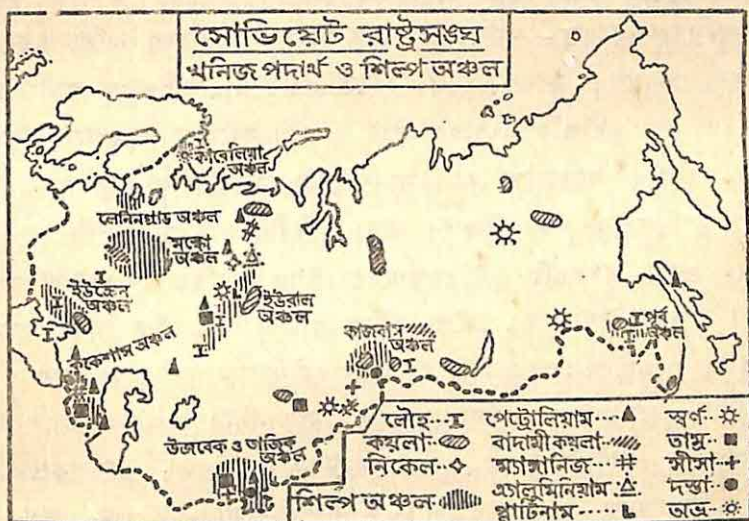 সোভিয়েট রাষ্ট্রসঙ্ঘ
খনিজ পদার্থ ও শিল্প অঞ্চল
কারেলিয়া
অঞ্চল
লেনিনগ্রাড অঞ্চল
মস্কো
অঞ্চল
ইউক্রেন
অঞ্চল
ইউরাল
অঞ্চল
ককেশাস অঞ্চল
কাজনাস্ক
অঞ্চল
পূর্ব
অঞ্চল
উজবেক ও তাজিক
অঞ্চল
লৌহ
পেট্রোলিয়াম
স্বর্ণ
কয়লা
বাদামী কয়লা
তাম্র
নিকেল
ম্যাঙ্গানিজ
সীসা
এ্যালুমিনিয়াম
দস্তা
শিল্প অঞ্চল
প্লাটিনাম
অভ্র